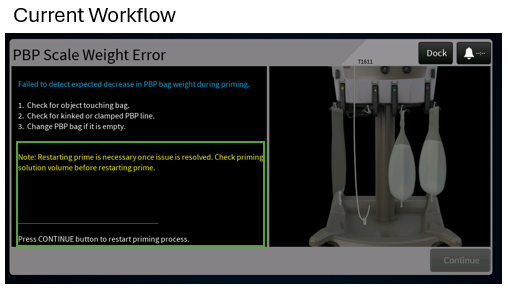 Current Workflow
PBP Scale Weight Error
Dock
--:--
T1611
Failed to detect expected decrease in PBP bag weight during priming.
1. Check for object touching bag.
2. Check for kinked or clamped PBP line.
3. Change PBP bag if it is empty.
Note: Restarting prime is necessary once issue is resolved. Check priming
solution volume before restarting prime.
Press CONTINUE button to restart priming process.
Continue